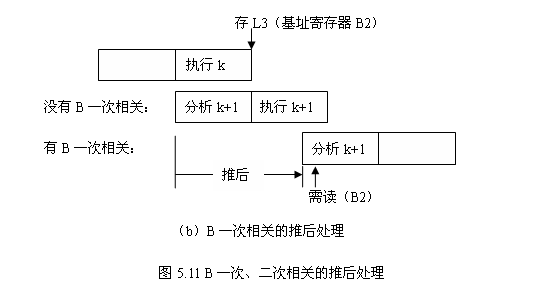 存 L3（基址寄存器 B2）
执行 k
没有 B 一次相关：
分析 k+1
执行 k+1
有 B 一次相关：
分析 k+1
推后
需读（B2）
（b）B 一次相关的推后处理
图 5.11 B 一次、二次相关的推后处理